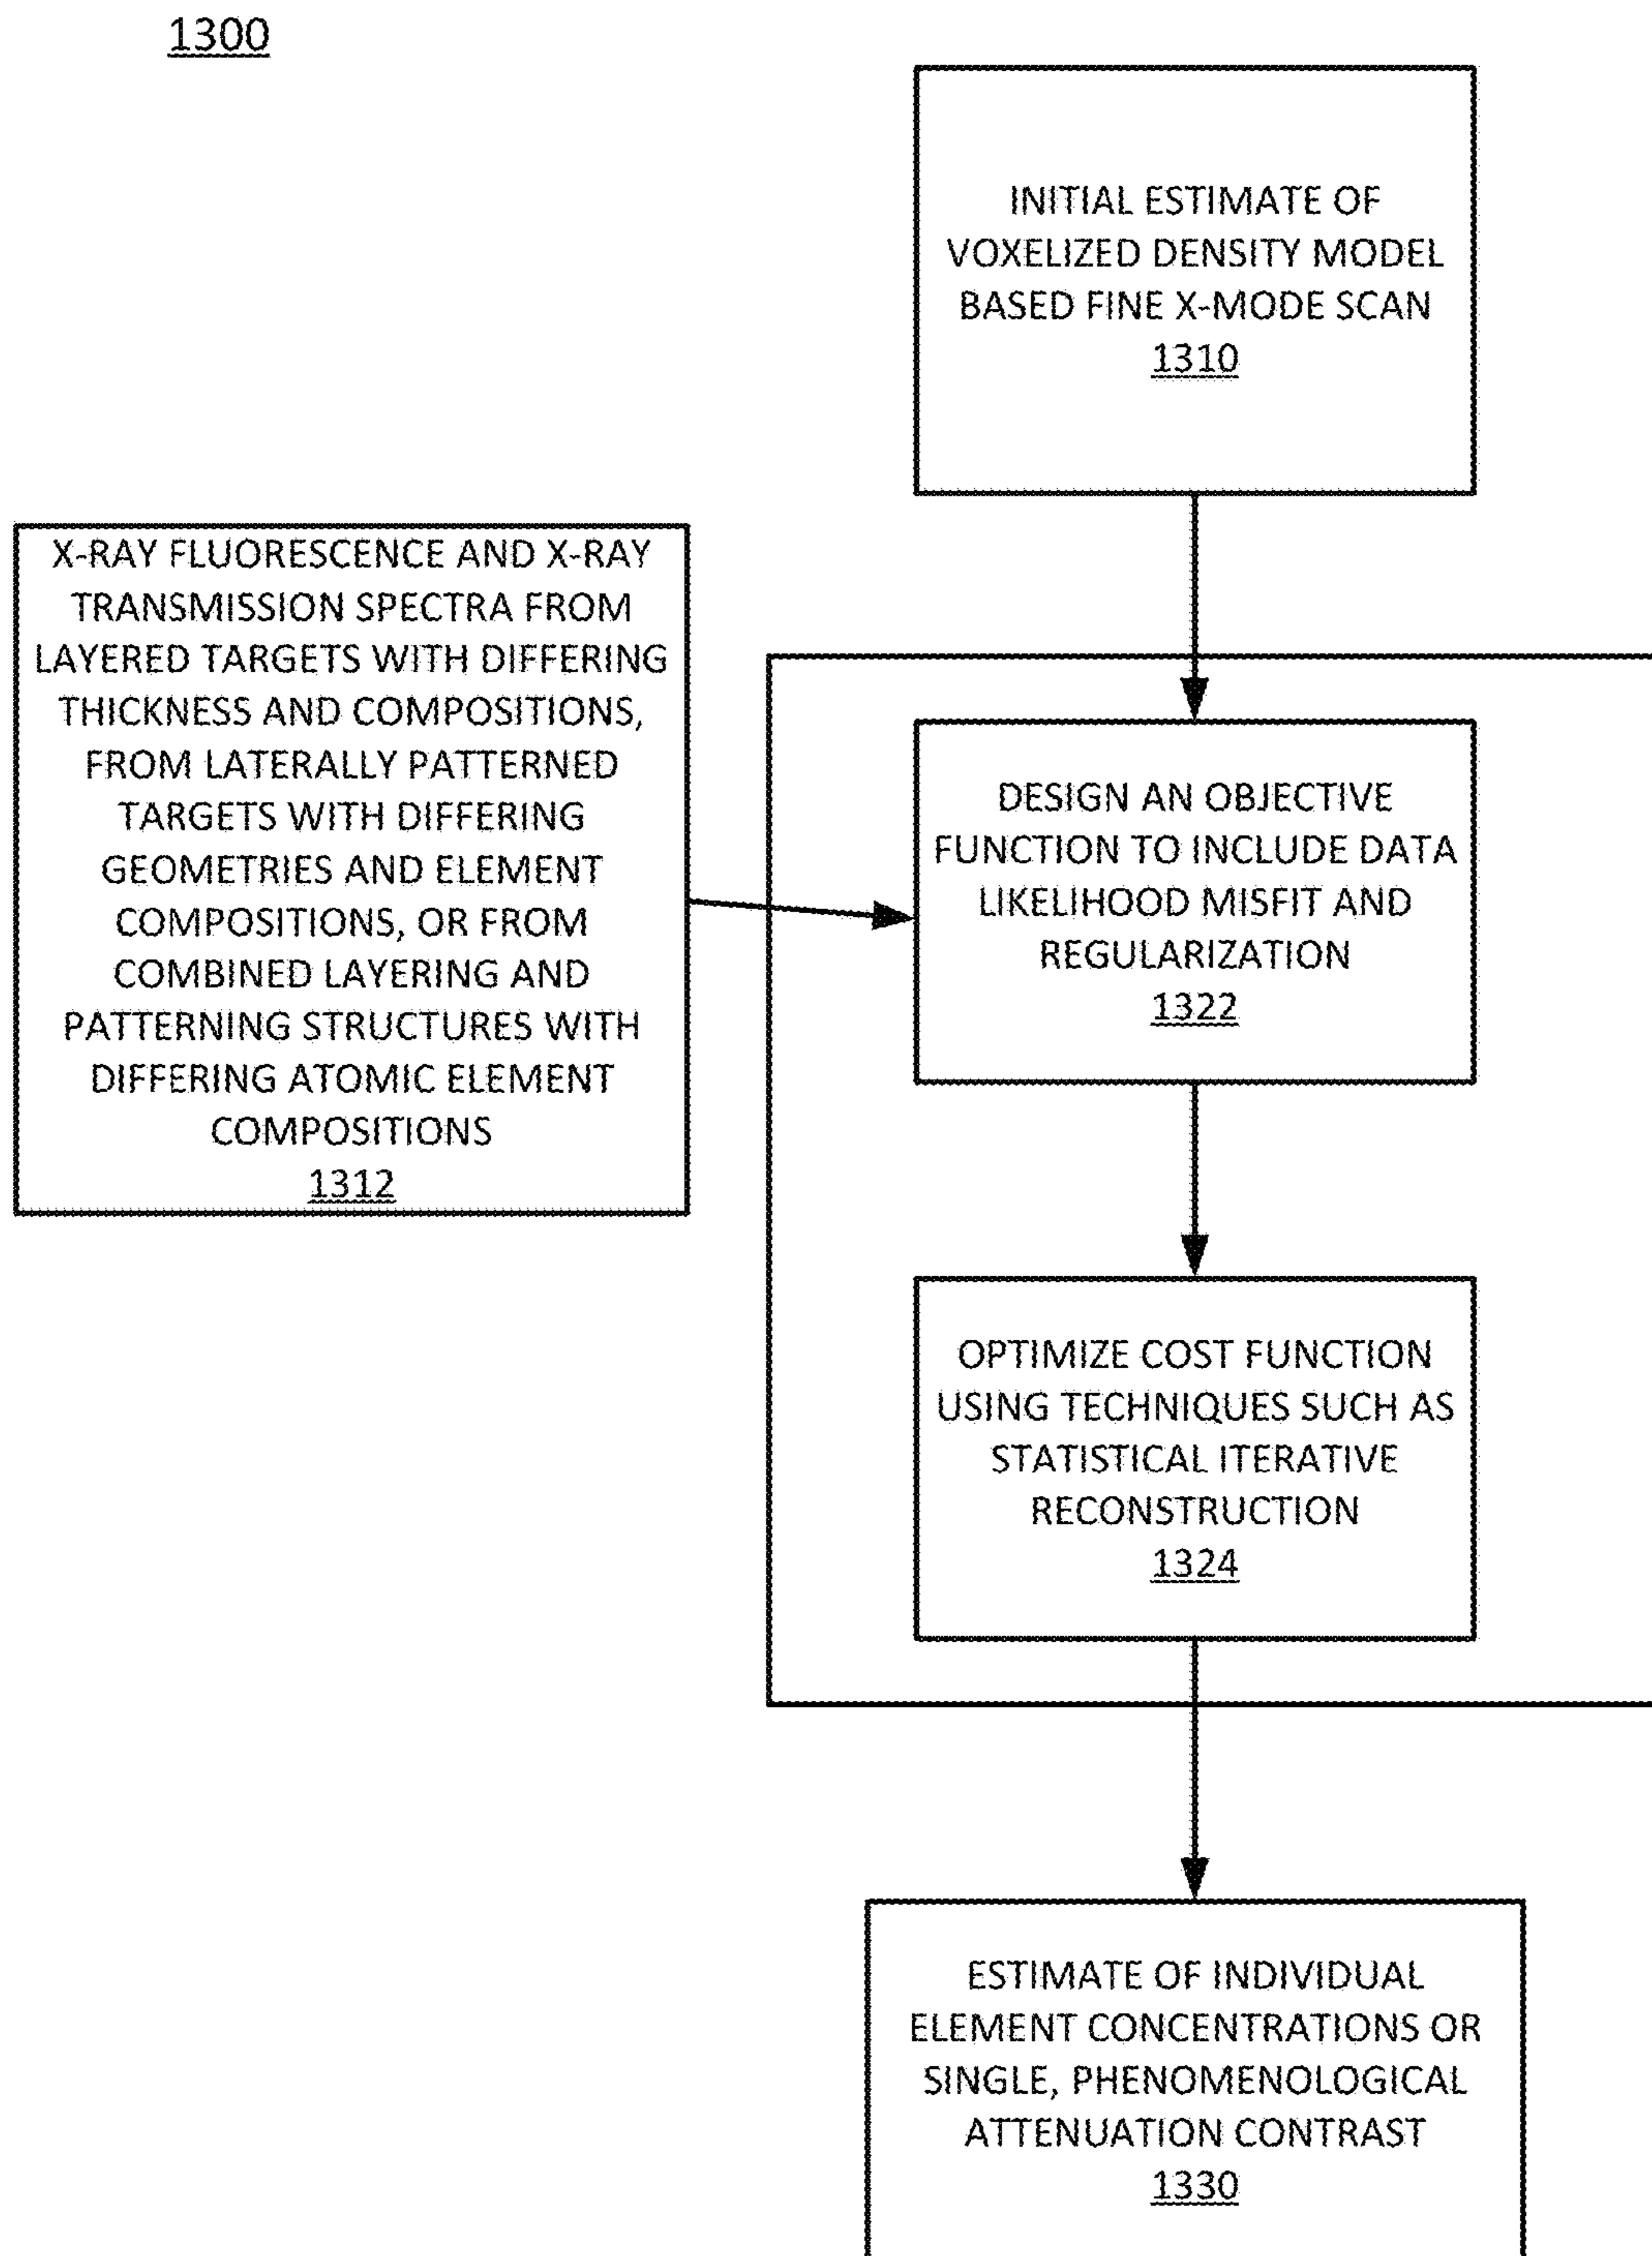 1300
INITIAL ESTIMATE OF
VOXELIZED DENSITY MODEL
BASED FINE X-MODE SCAN
1310
X-RAY FLUORESCENCE AND X-RAY
TRANSMISSION SPECTRA FROM
LAYERED TARGETS WITH DIFFERING
THICKNESS AND COMPOSITIONS,
FROM LATERALLY PATTERNED
TARGETS WITH DIFFERING
GEOMETRIES AND ELEMENT
COMPOSITIONS, OR FROM
COMBINED LAYERING AND
PATTERNING STRUCTURES WITH
DIFFERING ATOMIC ELEMENT
COMPOSITIONS
1312
DESIGN AN OBJECTIVE
FUNCTION TO INCLUDE DATA
LIKELIHOOD MISFIT AND
REGULARIZATION
1322
OPTIMIZE COST FUNCTION
USING TECHNIQUES SUCH AS
STATISTICAL ITERATIVE
RECONSTRUCTION
1324
ESTIMATE OF INDIVIDUAL
ELEMENT CONCENTRATIONS OR
SINGLE, PHENOMENOLOGICAL
ATTENUATION CONTRAST
1330